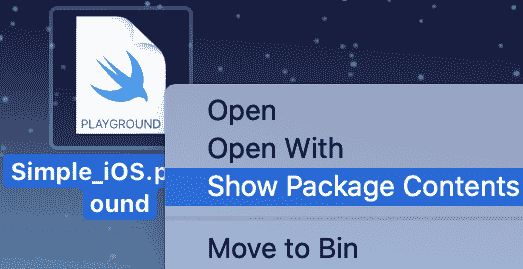 PLAYGROUND
Simple_iOS.p
ound
Open
Open With
Show Package Contents
Move to Bin